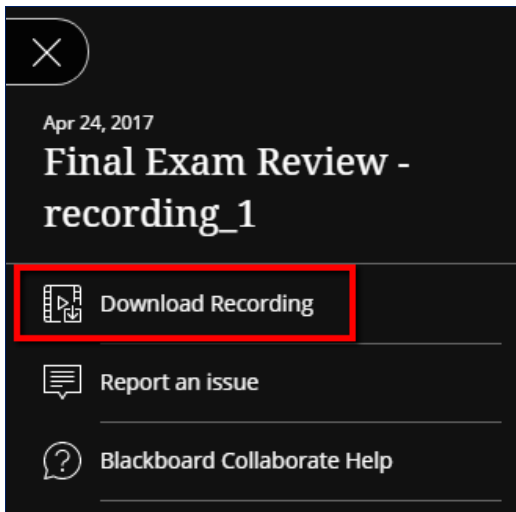 Apr 24, 2017
Final Exam Review -
recording_1
Download Recording
Report an issue
Blackboard Collaborate Help